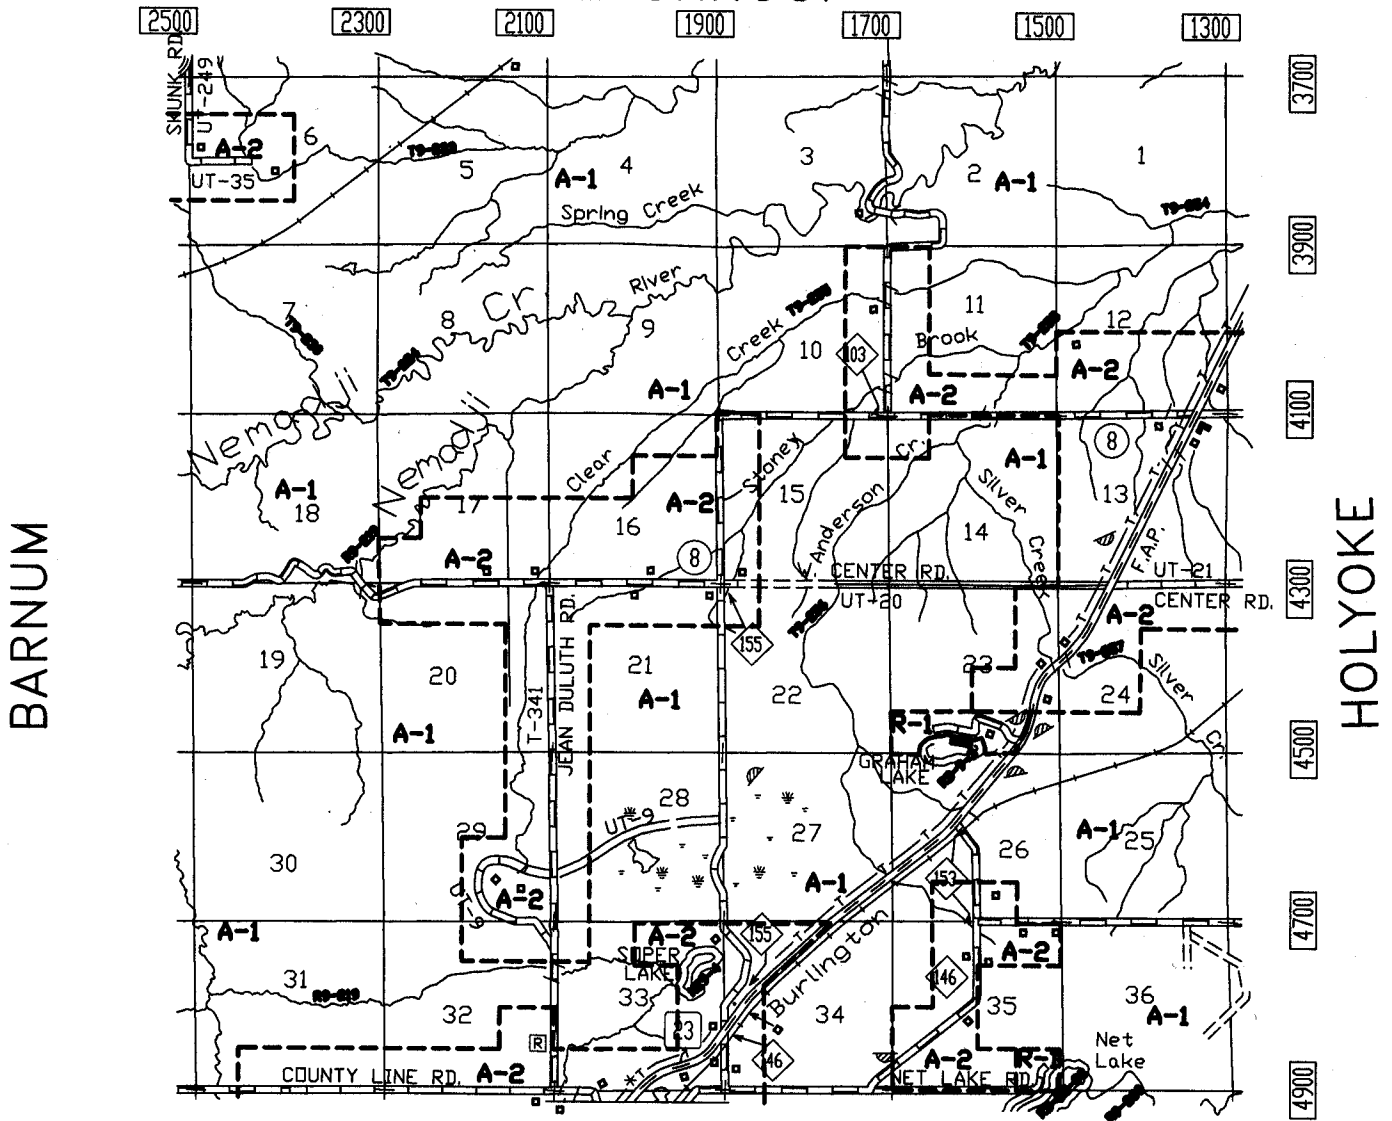 2500 2300 2100 1900 1700 1500 1300
3700
3900
4100
4300
4500
4700
4900
BARNUM
HOLYOKE
SKUNK RD.
UT-249
A-2
UT-35
6 5 4 3 2 1
A-1
A-1
Spring Creek
7 8 9 10 11 12
Nemadji Cr.
River
Creek
Brook
103
A-1
A-2
A-2
Nemadji
Clear
Stoney
Anderson Cr.
Silver Creek
A-1
18 17 16 15 14 13
A-1
A-2
A-2
8
8
F.A.P.
CENTER RD.
UT-20
UT-21
CENTER RD.
A-2
155
19 20 21 22 23 24
T-341
JEAN DULUTH RD.
A-1
A-1
R-1
GRAHAM
LAKE
Silver Cr.
30 29 28 27 26 25
UT-9
A-2
A-1
A-1
153
A-1
A-2
SOPER
LAKE
155
Burlington
146
A-2
31 32 33 34 35 36
A-1
23
R
46
Net
Lake
COUNTY LINE RD.
A-2
A-2
R-1
NET LAKE RD.